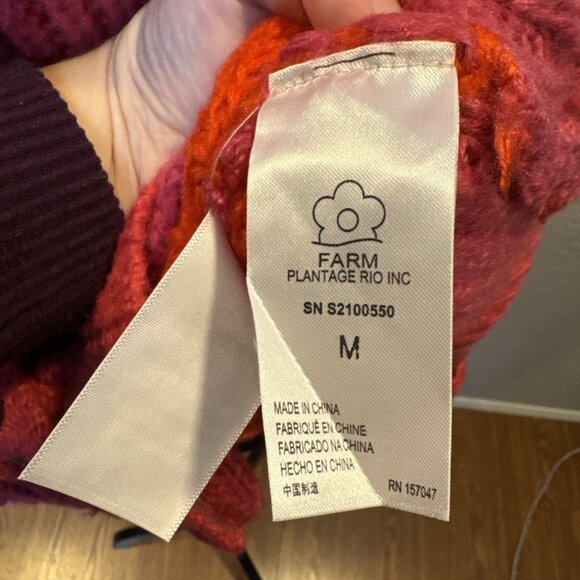 FARM
PLANTAGE RIO INC
SN S2100550
M
MADE IN CHINA
FABRIQUÉ EN CHINE
FABRICADO NA CHINA
HECHO EN CHINA
中国制造
RN 157047